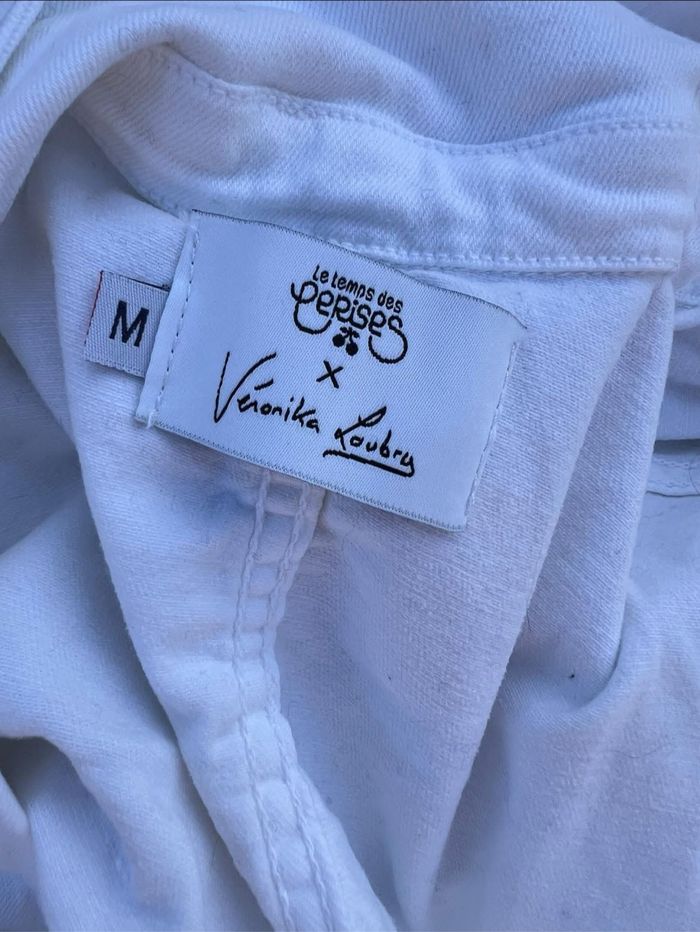 Le temps des
cerises
X
Véronika Loubry
M